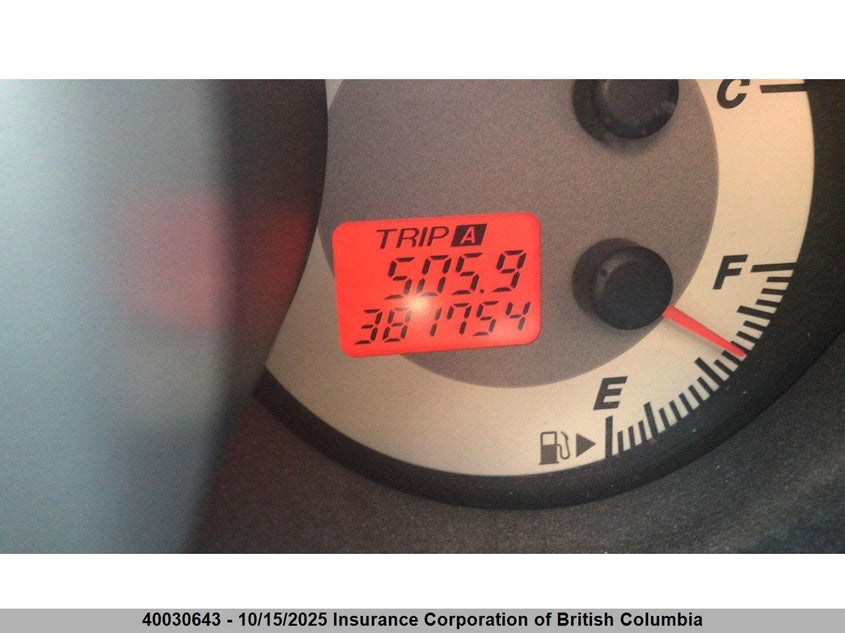 C
TRIP A
505.9
381754
F
E
40030643 - 10/15/2025 Insurance Corporation of British Columbia